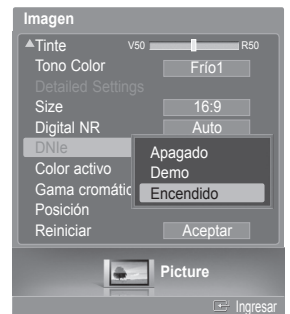 Imagen
Tinte V50 R50
Tono Color Frío1
Detailed Settings
Size 16:9
Digital NR Auto
DNIe
Apagado
Demo
Encendido
Color activo
Gama cromátic
Posición
Reiniciar Aceptar
Picture
Ingresar